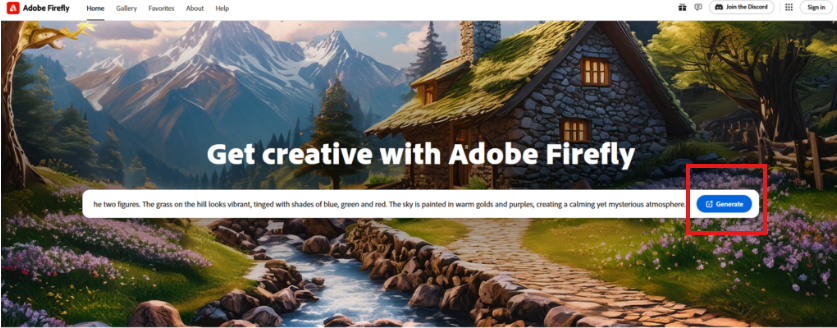 Adobe Firefly Home Gallery Favorites About Help Join the Discord Sign in
Get creative with Adobe Firefly
he two figures. The grass on the hill looks vibrant, tinged with shades of blue, green and red. The sky is painted in warm golds and purples, creating a calming yet mysterious atmosphere. Generate